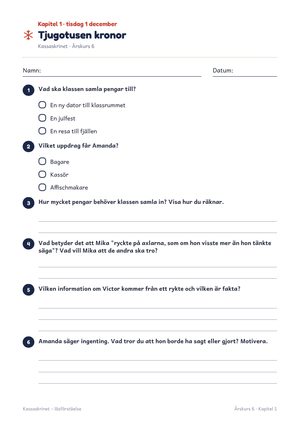 Kapitel 1 · tisdag 1 december
Tjugotusen kronor
Kassaskrinet · Årskurs 6
Namn:
Datum:
1 Vad ska klassen samla pengar till?
En ny dator till klassrummet
En julfest
En resa till fjällen
2 Vilket uppdrag får Amanda?
Bagare
Kassör
Affischmakare
3 Hur mycket pengar behöver klassen samla in? Visa hur du räknar.
4 Vad betyder det att Mika "ryckte på axlarna, som om hon visste mer än hon tänkte
säga"? Vad vill Mika att de andra ska tro?
5 Vilken information om Victor kommer från ett rykte och vilken är fakta?
6 Amanda säger ingenting. Vad tror du att hon borde ha sagt eller gjort? Motivera.
Kassaskrinet – läsförståelse
Årskurs 6 · Kapitel 1